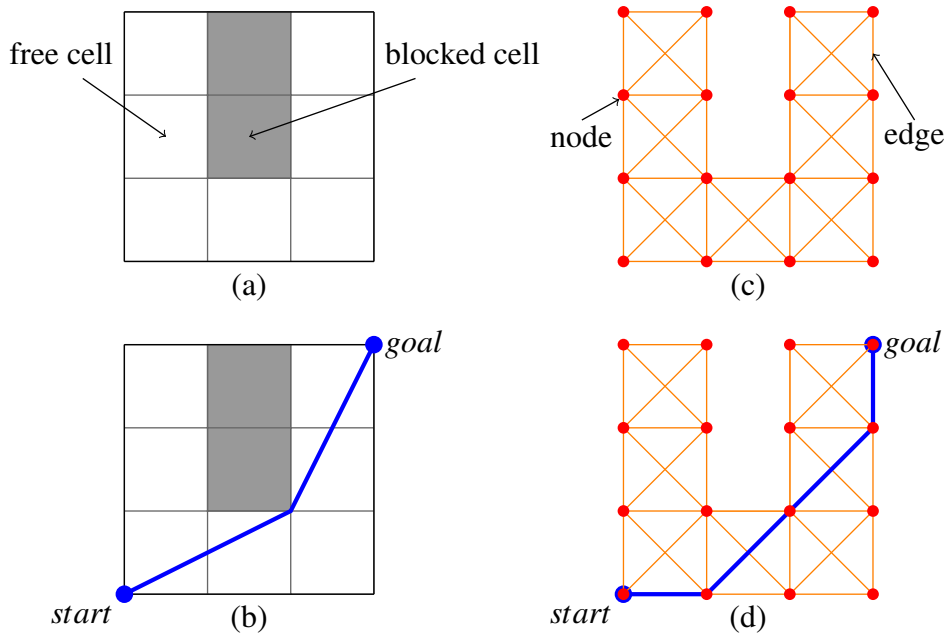 free cell
blocked cell
node
edge
(a)
(c)
goal
goal
start
(b)
start
(d)